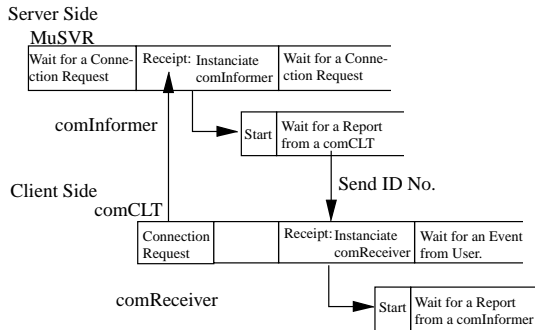 Server Side
MuSVR
Wait for a Conne-
ction Request
Receipt: Instanciate
comInformer
Wait for a Conne-
ction Request
comInformer
Start
Wait for a Report
from a comCLT
Send ID No.
Client Side
comCLT
Connection
Request
Receipt: Instanciate
comReceiver
Wait for an Event
from User.
comReceiver
Start
Wait for a Report
from a comInformer